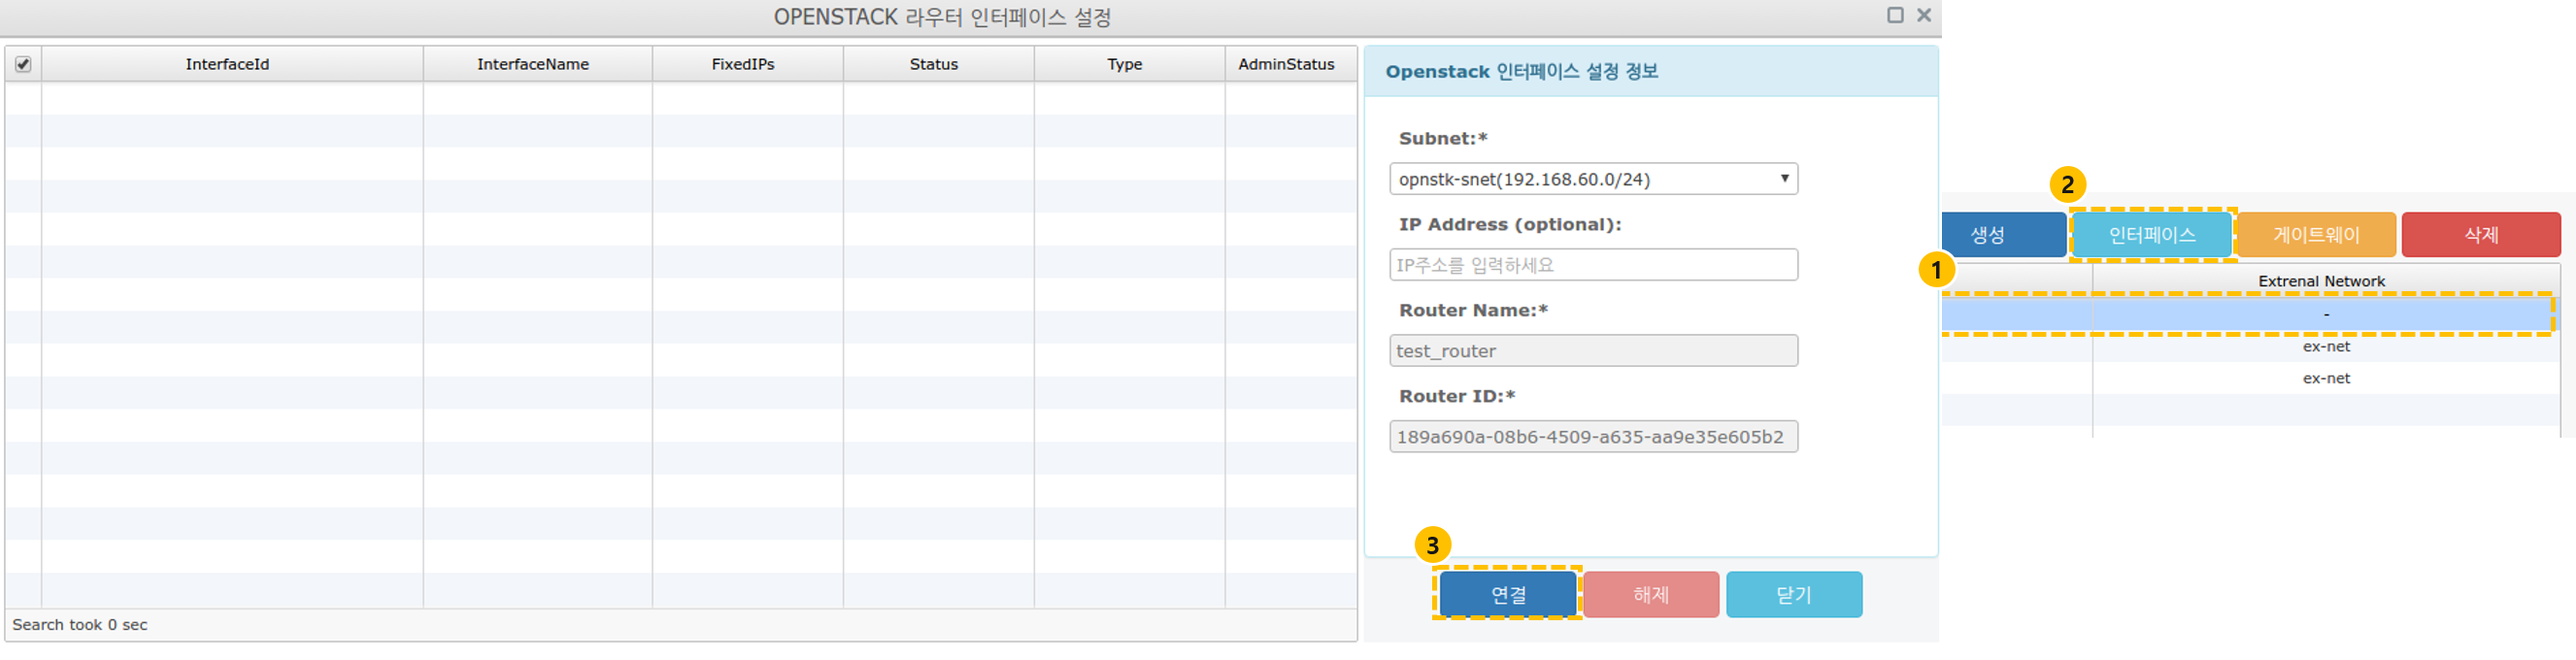 OPENSTACK 라우터 인터페이스 설정
InterfaceId InterfaceName FixedIPs Status Type AdminStatus
Search took 0 sec
Openstack 인터페이스 설정 정보
Subnet:*
opnstk-snet(192.168.60.0/24)
IP Address (optional):
IP주소를 입력하세요
Router Name:*
test_router
Router ID:*
189a690a-08b6-4509-a635-aa9e35e605b2
3
연결 해제 닫기
2
생성 인터페이스 게이트웨이 삭제
1
Extrenal Network
-
ex-net
ex-net